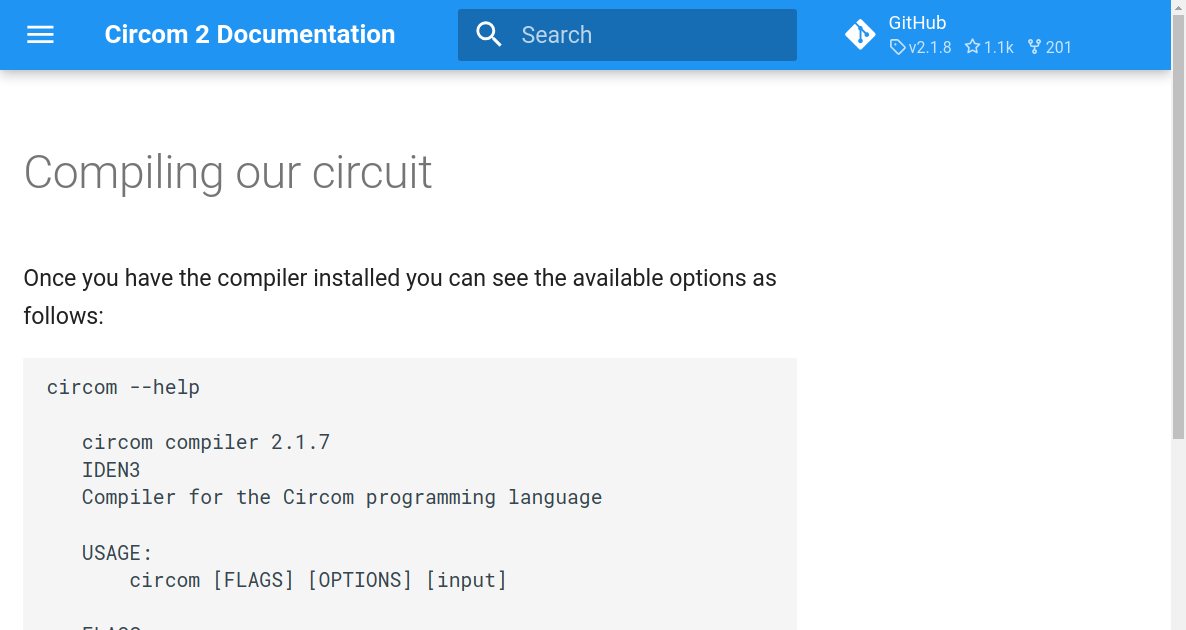 Circom 2 Documentation
Search
GitHub
v2.1.8 1.1k 201
Compiling our circuit
Once you have the compiler installed you can see the available options as
follows:
circom --help
circom compiler 2.1.7
IDEN3
Compiler for the Circom programming language
USAGE:
circom [FLAGS] [OPTIONS] [input]